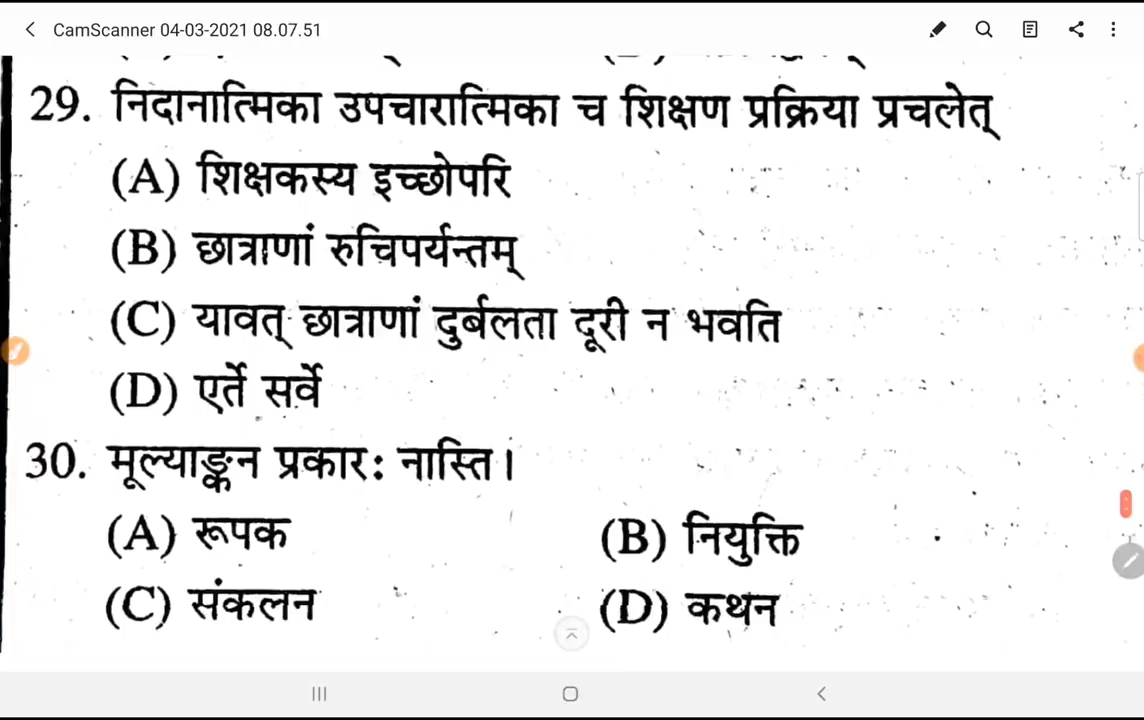 CamScanner 04-03-2021 08.07.51
29. निदानात्मिका उपचारात्मिका च शिक्षण प्रक्रिया प्रचलेत्
(A) शिक्षकस्य इच्छोपरि
(B) छात्राणां रुचिपर्यन्तम्
(C) यावत् छात्राणां दुर्बलता दूरी न भवति
(D) एर्ते सर्वे
30. मूल्याङ्कन प्रकारः नास्ति।
(A) रूपक (B) नियुक्ति
(C) संकलन (D) कथन